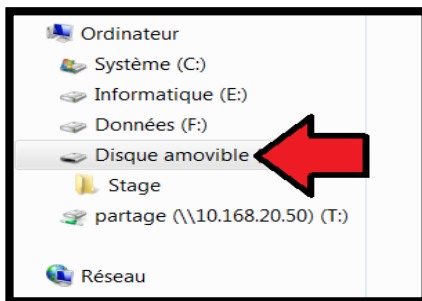 Ordinateur
Système (C:)
Informatique (E:)
Données (F:)
Disque amovible
Stage
partage (\\10.168.20.50) (T:)
Réseau